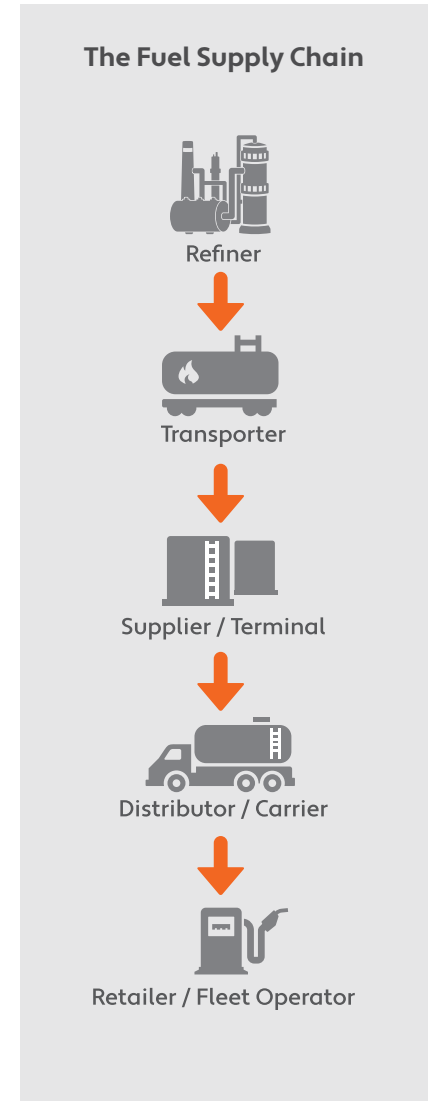 The Fuel Supply Chain
Refiner
Transporter
Supplier / Terminal
Distributor / Carrier
Retailer / Fleet Operator